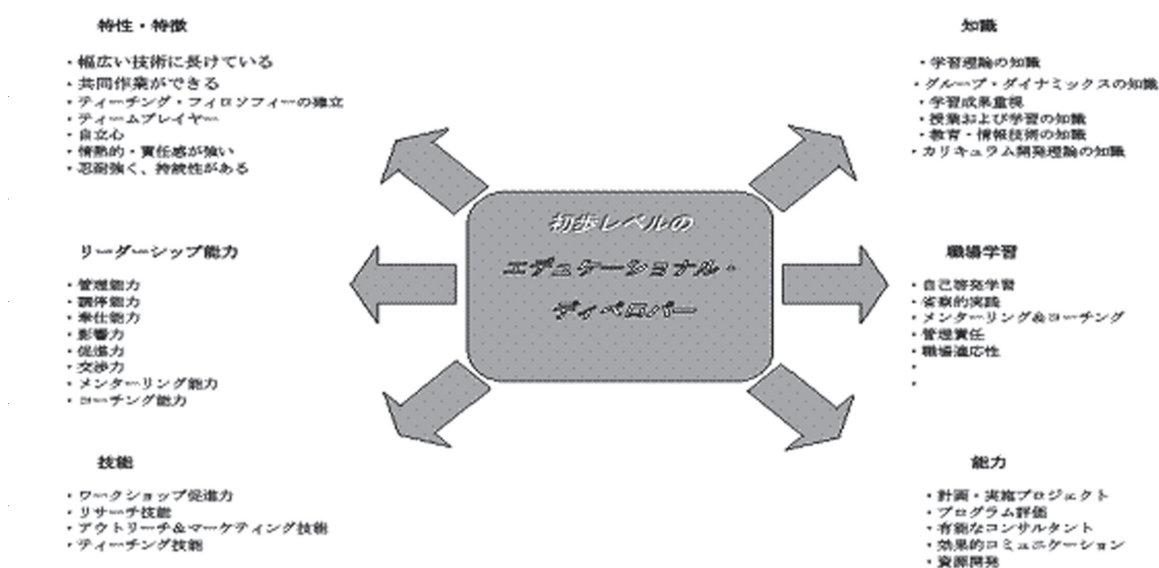 特性・特徴
・幅広い技術に長けている
・共同作業ができる
・ティーチング・フィロソフィーの確立
・ティームプレイヤー
・自立心
・情熱的・責任感が強い
・忍耐強く、持続性がある
リーダーシップ能力
・管理能力
・調停能力
・奉仕能力
・影響力
・促進力
・交渉力
・メンターリング能力
・コーチング能力
技能
・ワークショップ促進力
・リサーチ技能
・アウトリーチ&マーケティング技能
・ティーチング技能
初歩レベルの
エデュケーショナル・
ディベロパー
知識
・学習理論の知識
・グループ・ダイナミックスの知識
・学習成果重視
・授業および学習の知識
・教育・情報技術の知識
・カリキュラム開発理論の知識
職場学習
・自己啓発学習
・省察的実践
・メンターリング&コーチング
・管理責任
・職場適応性
・
・
能力
・計画・実施プロジェクト
・プログラム評価
・有能なコンサルタント
・効果的コミュニケーション
・資源開発